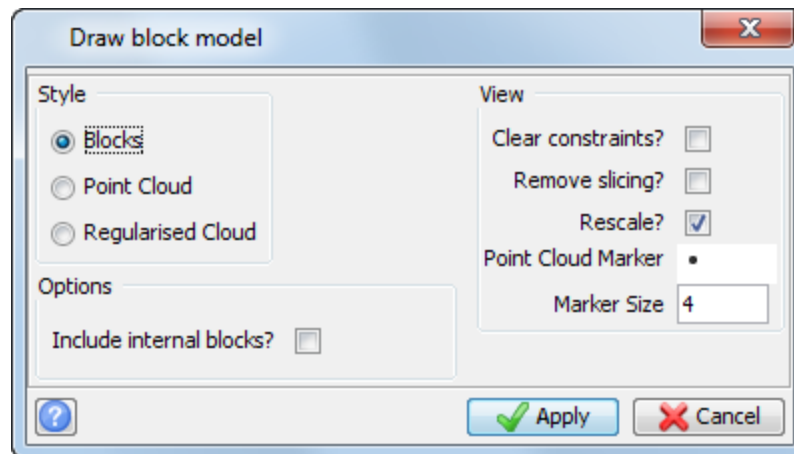 Draw block model
Style
Blocks
Point Cloud
Regularised Cloud
Options
Include internal blocks?
View
Clear constraints?
Remove slicing?
Rescale?
Point Cloud Marker
Marker Size 4
? Apply Cancel